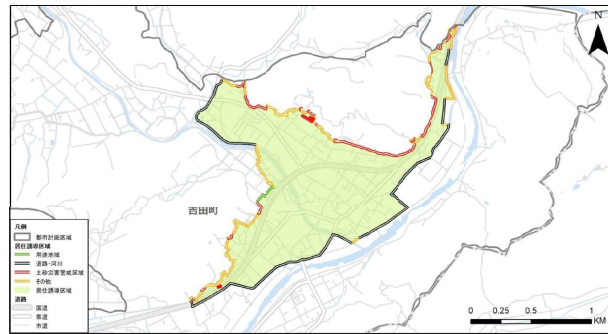 N
吉田町
凡例
都市計画区域
居住誘導区域
用途地域
道路・河川
土砂災害警戒区域
その他
居住誘導区域
道路
国道
県道
市道
0 0.25 0.5 1
KM